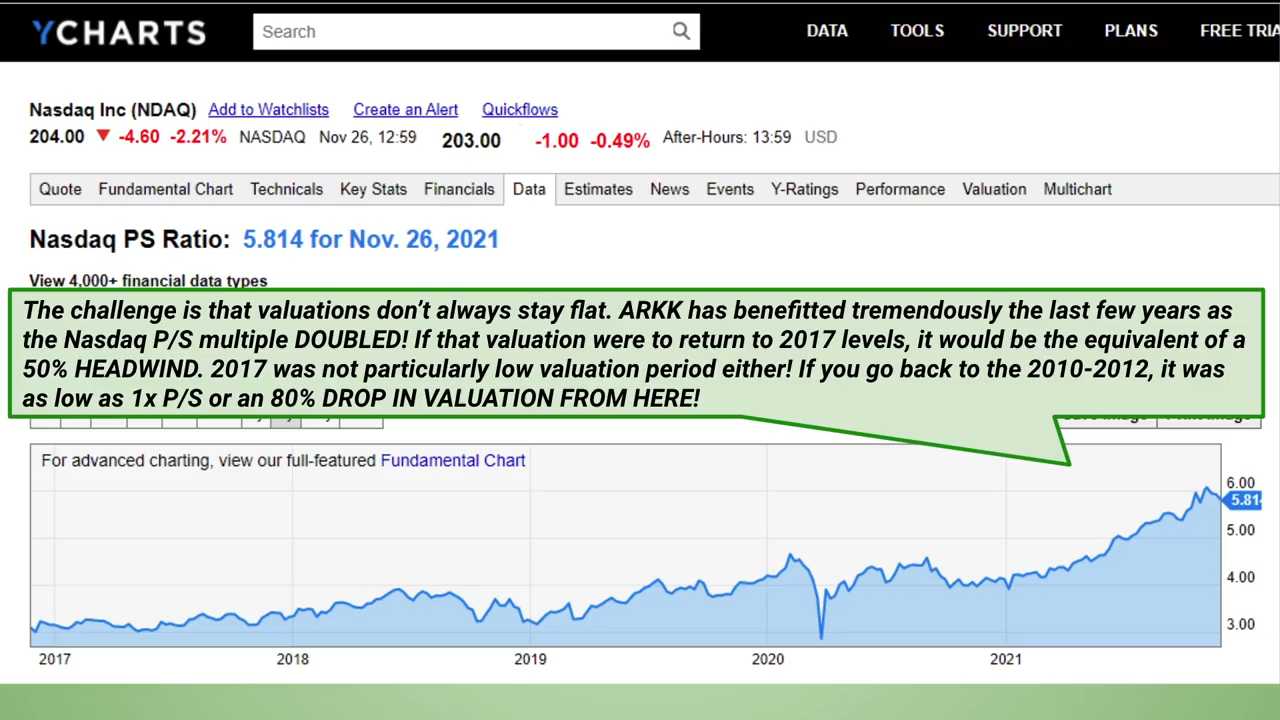 YCHARTS Search DATA TOOLS SUPPORT PLANS FREE TRIA
Nasdaq Inc (NDAQ) Add to Watchlists Create an Alert Quickflows
204.00 ▼ -4.60 -2.21% NASDAQ Nov 26, 12:59 203.00 -1.00 -0.49% After-Hours: 13:59 USD
Quote Fundamental Chart Technicals Key Stats Financials Data Estimates News Events Y-Ratings Performance Valuation Multichart
Nasdaq PS Ratio: 5.814 for Nov. 26, 2021
View 4,000+ financial data types
The challenge is that valuations don't always stay flat. ARKK has benefitted tremendously the last few years as
the Nasdaq P/S multiple DOUBLED! If that valuation were to return to 2017 levels, it would be the equivalent of a
50% HEADWIND. 2017 was not particularly low valuation period either! If you go back to the 2010-2012, it was
as low as 1x P/S or an 80% DROP IN VALUATION FROM HERE!
For advanced charting, view our full-featured Fundamental Chart
6.00
5.814
5.00
4.00
3.00
2017 2018 2019 2020 2021